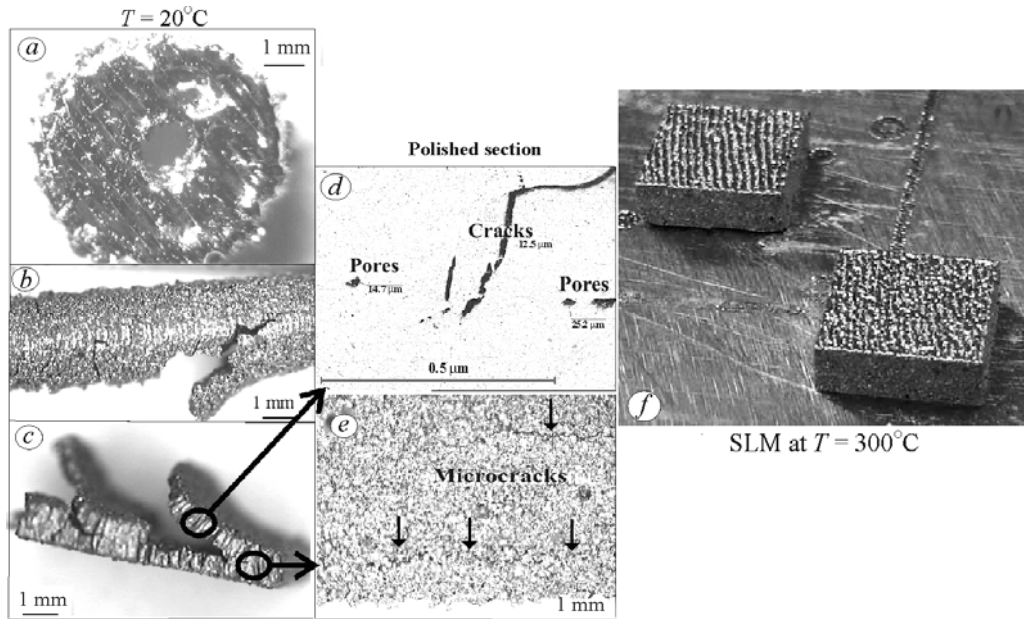 T = 20°C
a
1 mm
b
1 mm
c
1 mm
Polished section
d
Cracks
12.5 μm
Pores
14.7 μm
Pores
25.2 μm
0.5 μm
e
Microcracks
1 mm
f
SLM at T = 300°C